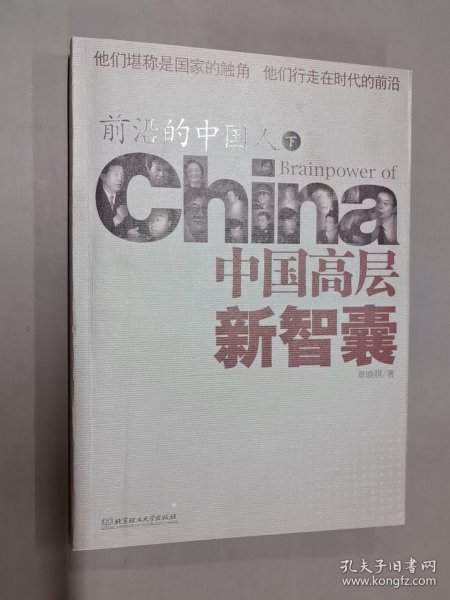 他们堪称是国家的触角 他们行走在时代的前沿
前沿的中国人 下
Brainpower of
China
中国高层
新智囊
章晓明/著
北京理工大学出版社
孔夫子旧书网
www.kongfz.com